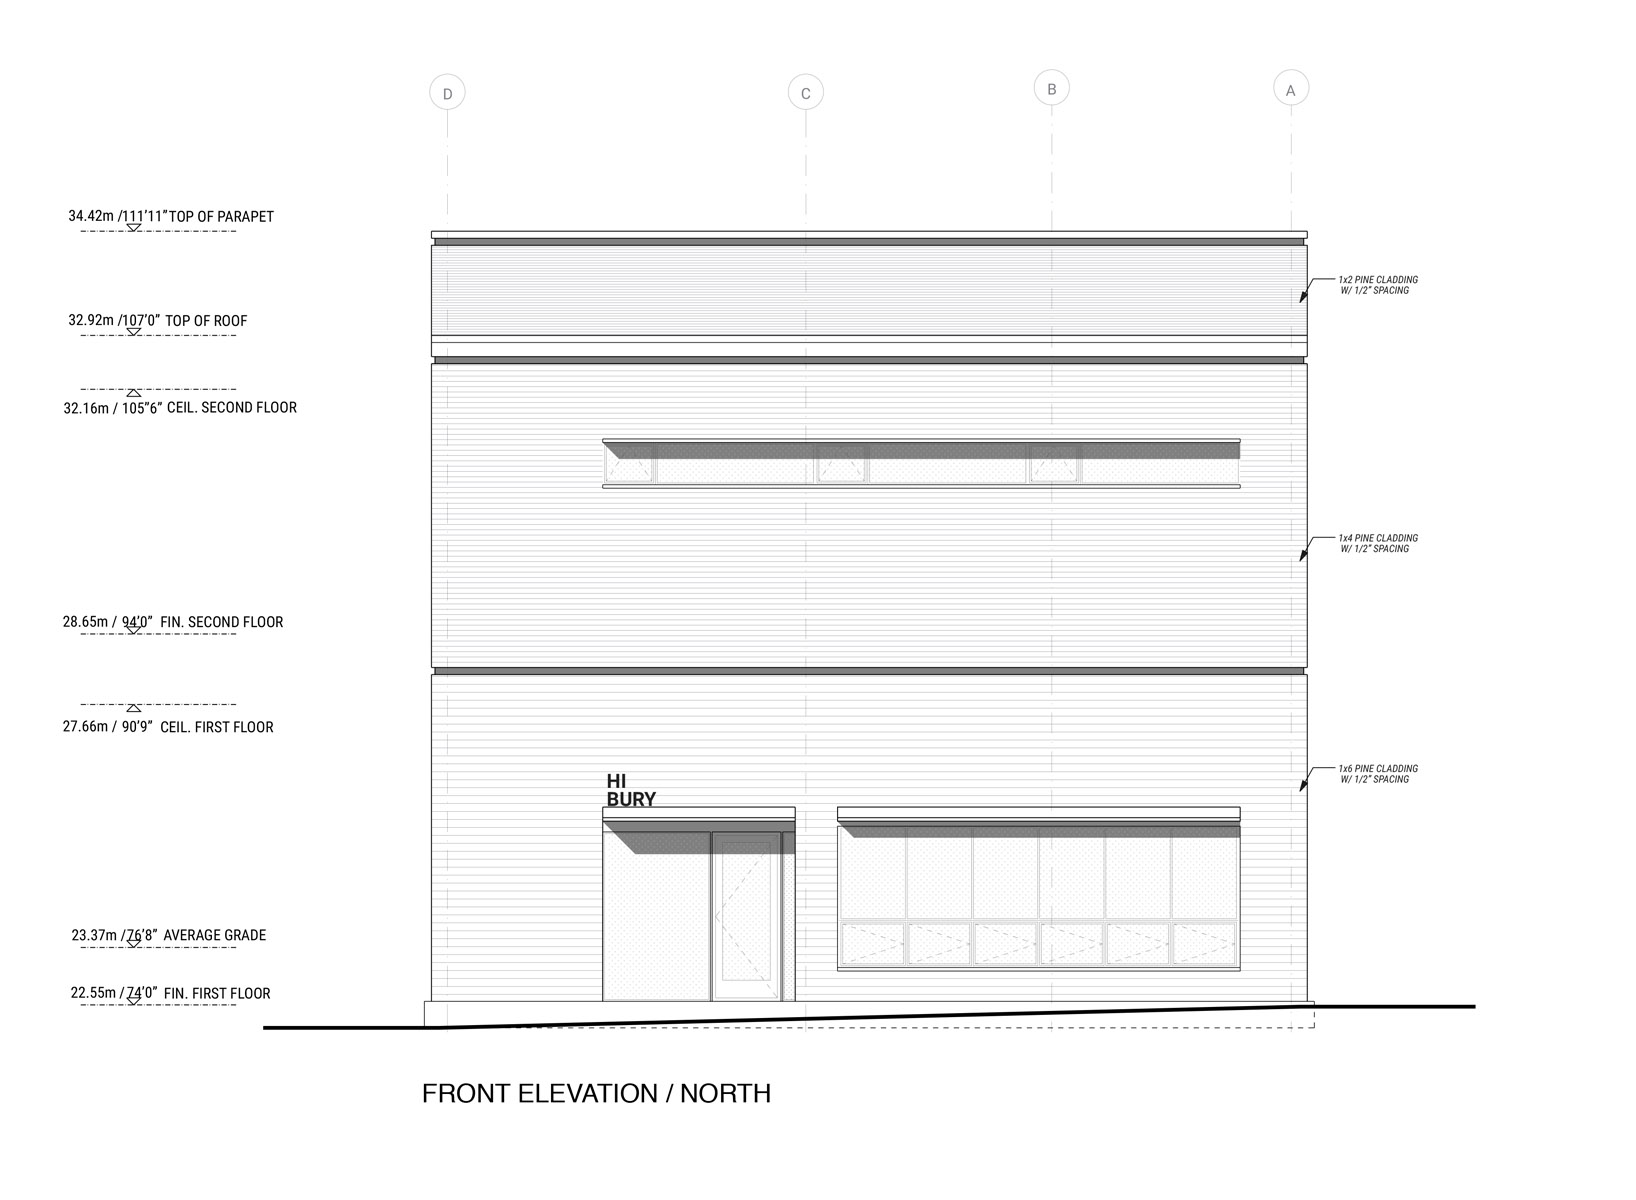 D C B A
34.42m /111'11" TOP OF PARAPET
1x2 PINE CLADDING
W/ 1/2" SPACING
32.92m /107'0" TOP OF ROOF
32.16m / 105"6" CEIL. SECOND FLOOR
1x4 PINE CLADDING
W/ 1/2" SPACING
28.65m / 94'0" FIN. SECOND FLOOR
27.66m / 90'9" CEIL. FIRST FLOOR
1x6 PINE CLADDING
W/ 1/2" SPACING
HI
BURY
23.37m /76'8" AVERAGE GRADE
22.55m / 74'0" FIN. FIRST FLOOR
FRONT ELEVATION / NORTH